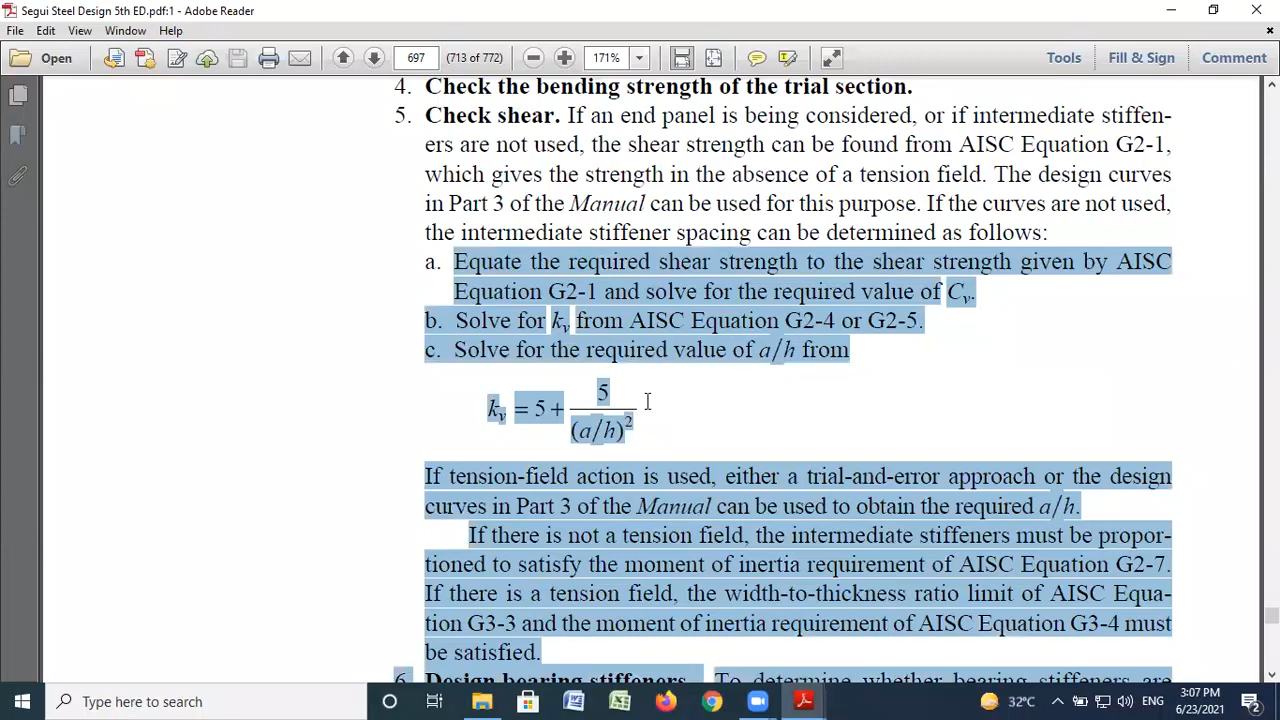 Segui Steel Design 5th ED.pdf:1 - Adobe Reader
File Edit View Window Help
Open 697 (713 of 772) 171% Tools Fill & Sign Comment
4. Check the bending strength of the trial section.
5. Check shear. If an end panel is being considered, or if intermediate stiffen-
ers are not used, the shear strength can be found from AISC Equation G2-1,
which gives the strength in the absence of a tension field. The design curves
in Part 3 of the Manual can be used for this purpose. If the curves are not used,
the intermediate stiffener spacing can be determined as follows:
a. Equate the required shear strength to the shear strength given by AISC
Equation G2-1 and solve for the required value of Cv.
b. Solve for kv from AISC Equation G2-4 or G2-5.
c. Solve for the required value of a/h from
kv = 5 + 5/(a/h)²
If tension-field action is used, either a trial-and-error approach or the design
curves in Part 3 of the Manual can be used to obtain the required a/h.
If there is not a tension field, the intermediate stiffeners must be propor-
tioned to satisfy the moment of inertia requirement of AISC Equation G2-7.
If there is a tension field, the width-to-thickness ratio limit of AISC Equa-
tion G3-3 and the moment of inertia requirement of AISC Equation G3-4 must
be satisfied.
6. Design bearing stiffeners. To determine whether bearing stiffeners are
Type here to search 32°C ENG 3:07 PM
6/23/2021 2